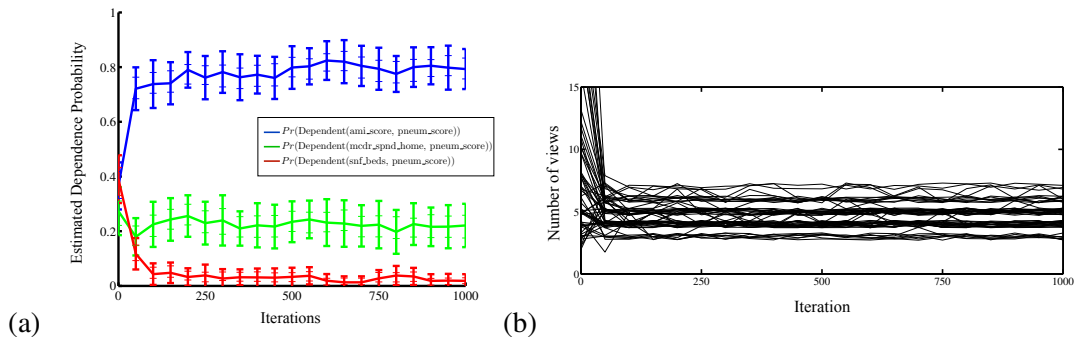 1
0.8
0.6
0.4
0.2
0
Estimated Dependence Probability
Pr(Dependent(ami_score, pneum_score))
Pr(Dependent(mcdr_spnd_home, pneum_score))
Pr(Dependent(snf_beds, pneum_score))
0 250 500 750 1000
Iterations
(a)
15
10
5
0
Number of views
0 250 500 750 1000
Iteration
(b)